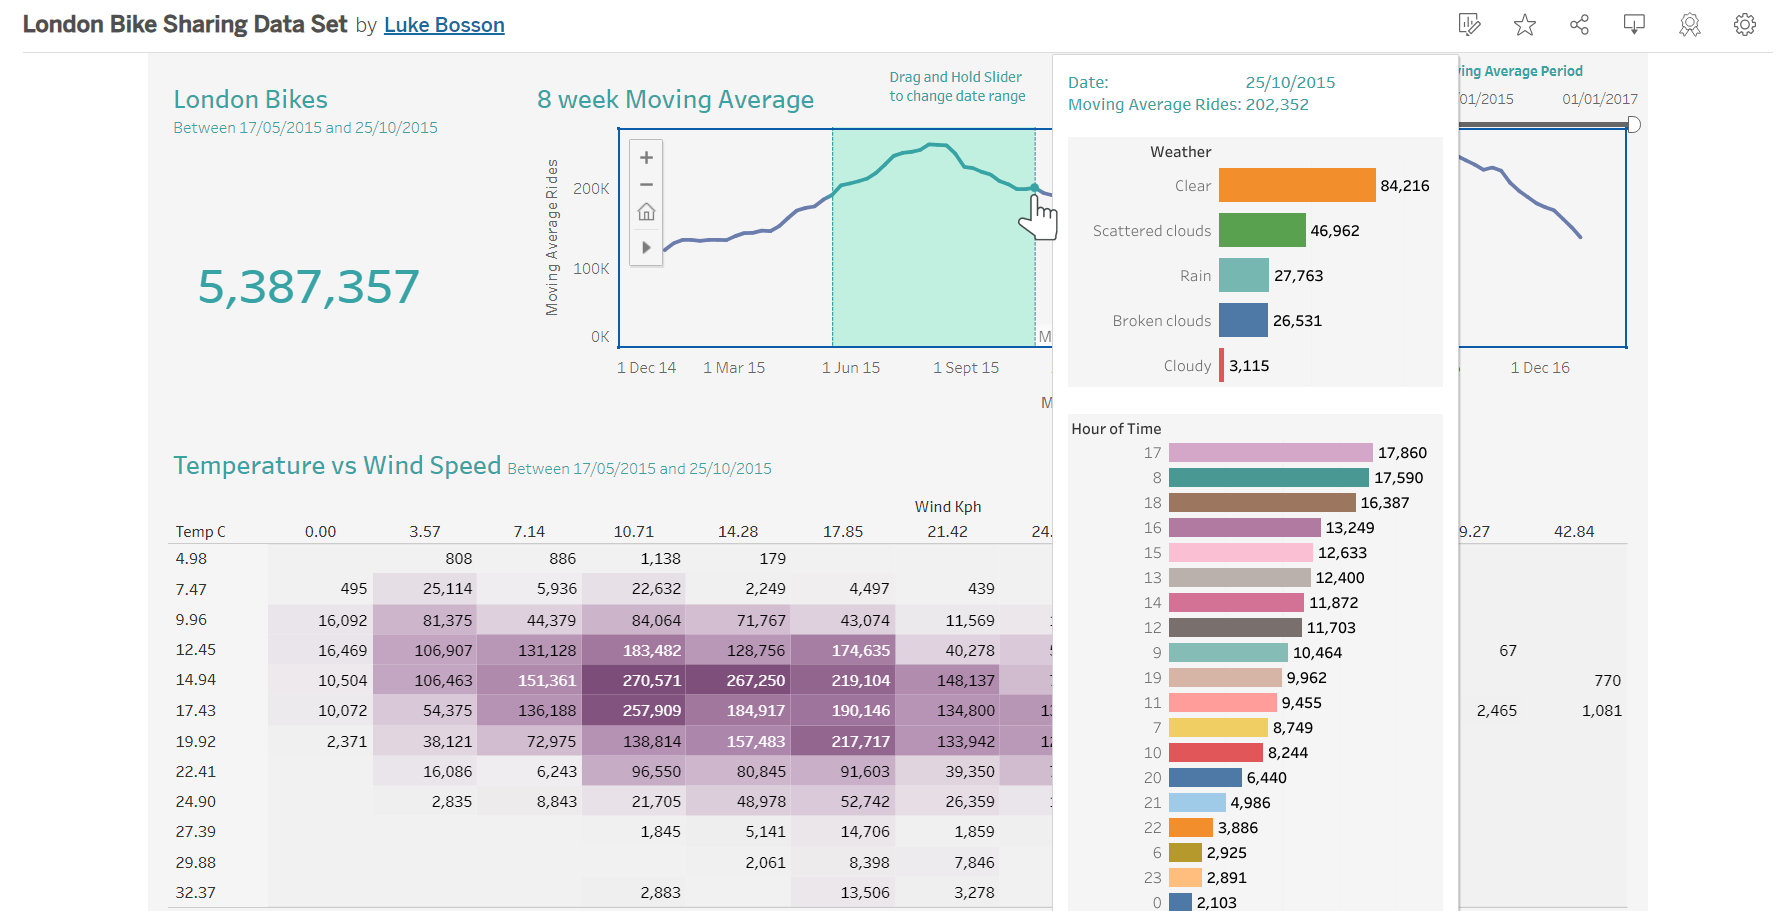 London Bike Sharing Data Set by Luke Bosson
London Bikes
Between 17/05/2015 and 25/10/2015
5,387,357
8 week Moving Average
Drag and Hold Slider
to change date range
Moving Average Rides
200K
100K
0K
1 Dec 14 1 Mar 15 1 Jun 15 1 Sept 15 1 Dec 16
M
M
ing Average Period
01/2015 01/01/2017
Date: 25/10/2015
Moving Average Rides: 202,352
Weather
Clear 84,216
Scattered clouds 46,962
Rain 27,763
Broken clouds 26,531
Cloudy 3,115
Hour of Time
17 17,860
8 17,590
18 16,387
16 13,249
15 12,633
13 12,400
14 11,872
12 11,703
9 10,464
19 9,962
11 9,455
7 8,749
10 8,244
20 6,440
21 4,986
22 3,886
6 2,925
23 2,891
0 2,103
Temperature vs Wind Speed Between 17/05/2015 and 25/10/2015
Wind Kph
Temp C 0.00 3.57 7.14 10.71 14.28 17.85 21.42 24. 9.27 42.84
4.98 808 886 1,138 179
7.47 495 25,114 5,936 22,632 2,249 4,497 439
9.96 16,092 81,375 44,379 84,064 71,767 43,074 11,569
12.45 16,469 106,907 131,128 183,482 128,756 174,635 40,278 67
14.94 10,504 106,463 151,361 270,571 267,250 219,104 148,137 770
17.43 10,072 54,375 136,188 257,909 184,917 190,146 134,800 2,465 1,081
19.92 2,371 38,121 72,975 138,814 157,483 217,717 133,942
22.41 16,086 6,243 96,550 80,845 91,603 39,350
24.90 2,835 8,843 21,705 48,978 52,742 26,359
27.39 1,845 5,141 14,706 1,859
29.88 2,061 8,398 7,846
32.37 2,883 13,506 3,278